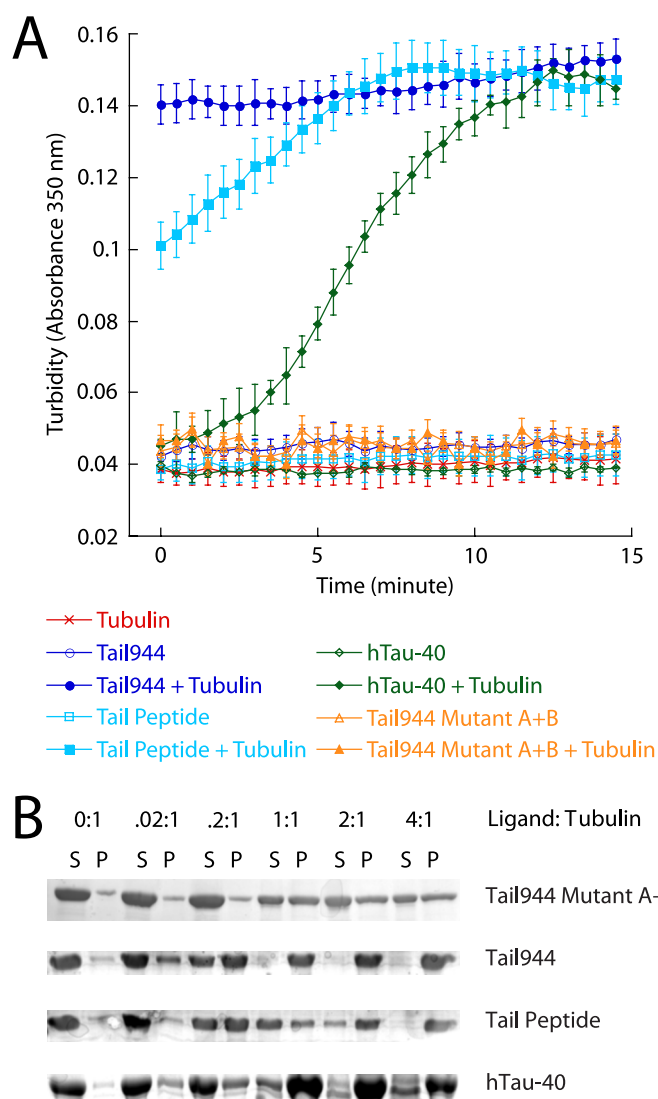 A
0.16
0.14
0.12
0.1
0.08
0.06
0.04
0.02
Turbidity (Absorbance 350 nm)
0 5 10 15
Time (minute)
Tubulin
Tail944 hTau-40
Tail944 + Tubulin hTau-40 + Tubulin
Tail Peptide Tail944 Mutant A+B
Tail Peptide + Tubulin Tail944 Mutant A+B + Tubulin
B
0:1 .02:1 .2:1 1:1 2:1 4:1 Ligand: Tubulin
S P S P S P S P S P S P
Tail944 Mutant A-
Tail944
Tail Peptide
hTau-40